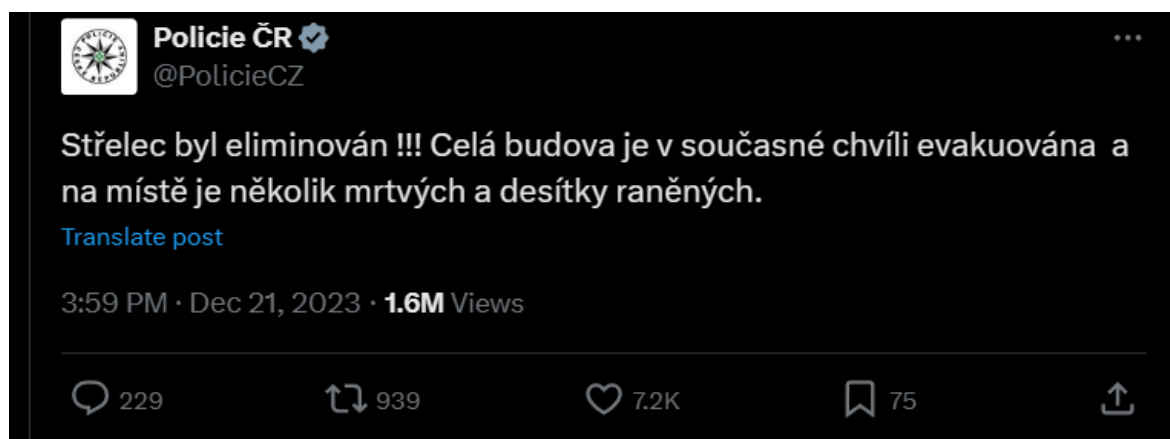 Policie ČR
@PolicieCZ
Střelec byl eliminován !!! Celá budova je v současné chvíli evakuována  a
na místě je několik mrtvých a desítky raněných.
Translate post
3:59 PM · Dec 21, 2023 · 1.6M Views
229 939 7.2K 75